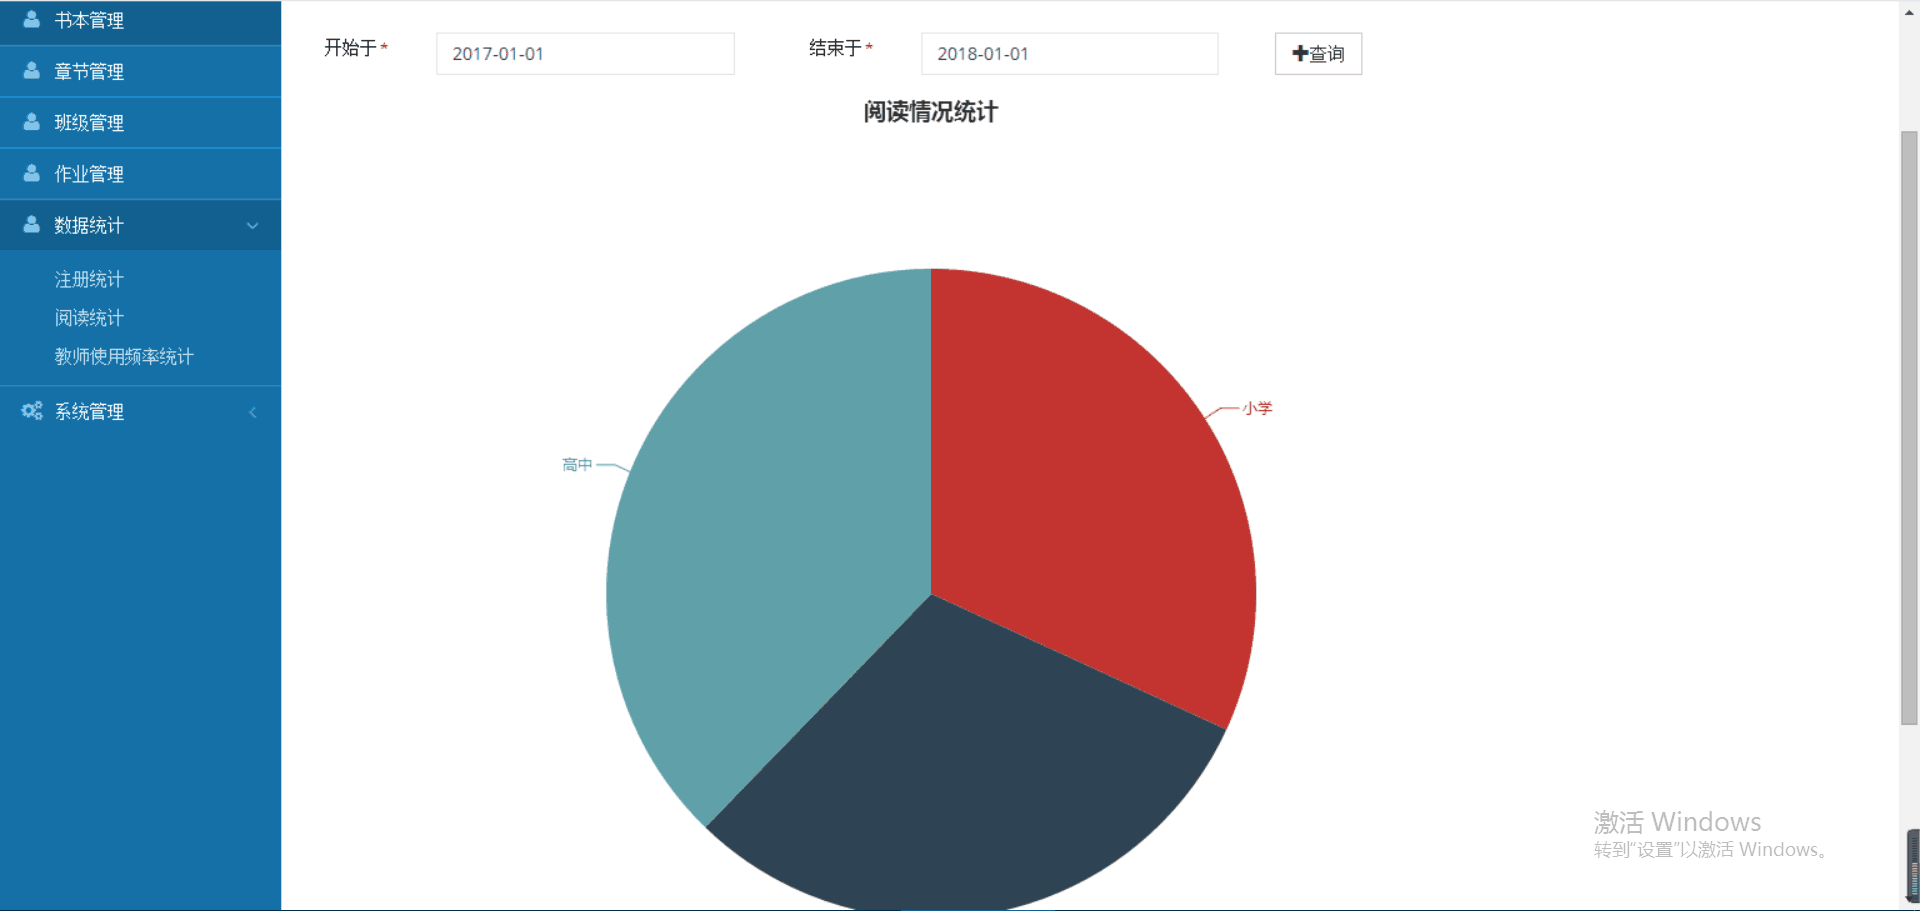 书本管理
章节管理
班级管理
作业管理
数据统计
注册统计
阅读统计
教师使用频率统计
系统管理
开始于* 2017-01-01 结束于* 2018-01-01 查询
阅读情况统计
小学
高中
激活 Windows
转到“设置”以激活 Windows。